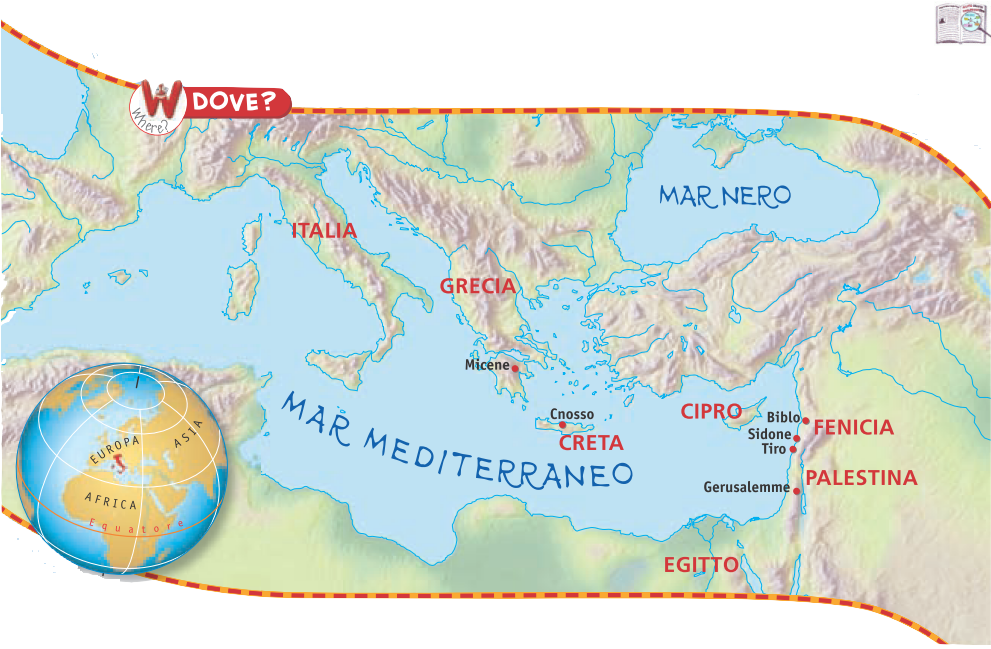 W DOVE?
Where?
MAR NERO
ITALIA
GRECIA
Micene
Cnosso
CRETA
CIPRO
Biblo
FENICIA
Sidone
Tiro
PALESTINA
Gerusalemme
MAR MEDITERRANEO
EGITTO
EUROPA
ASIA
AFRICA
Equatore